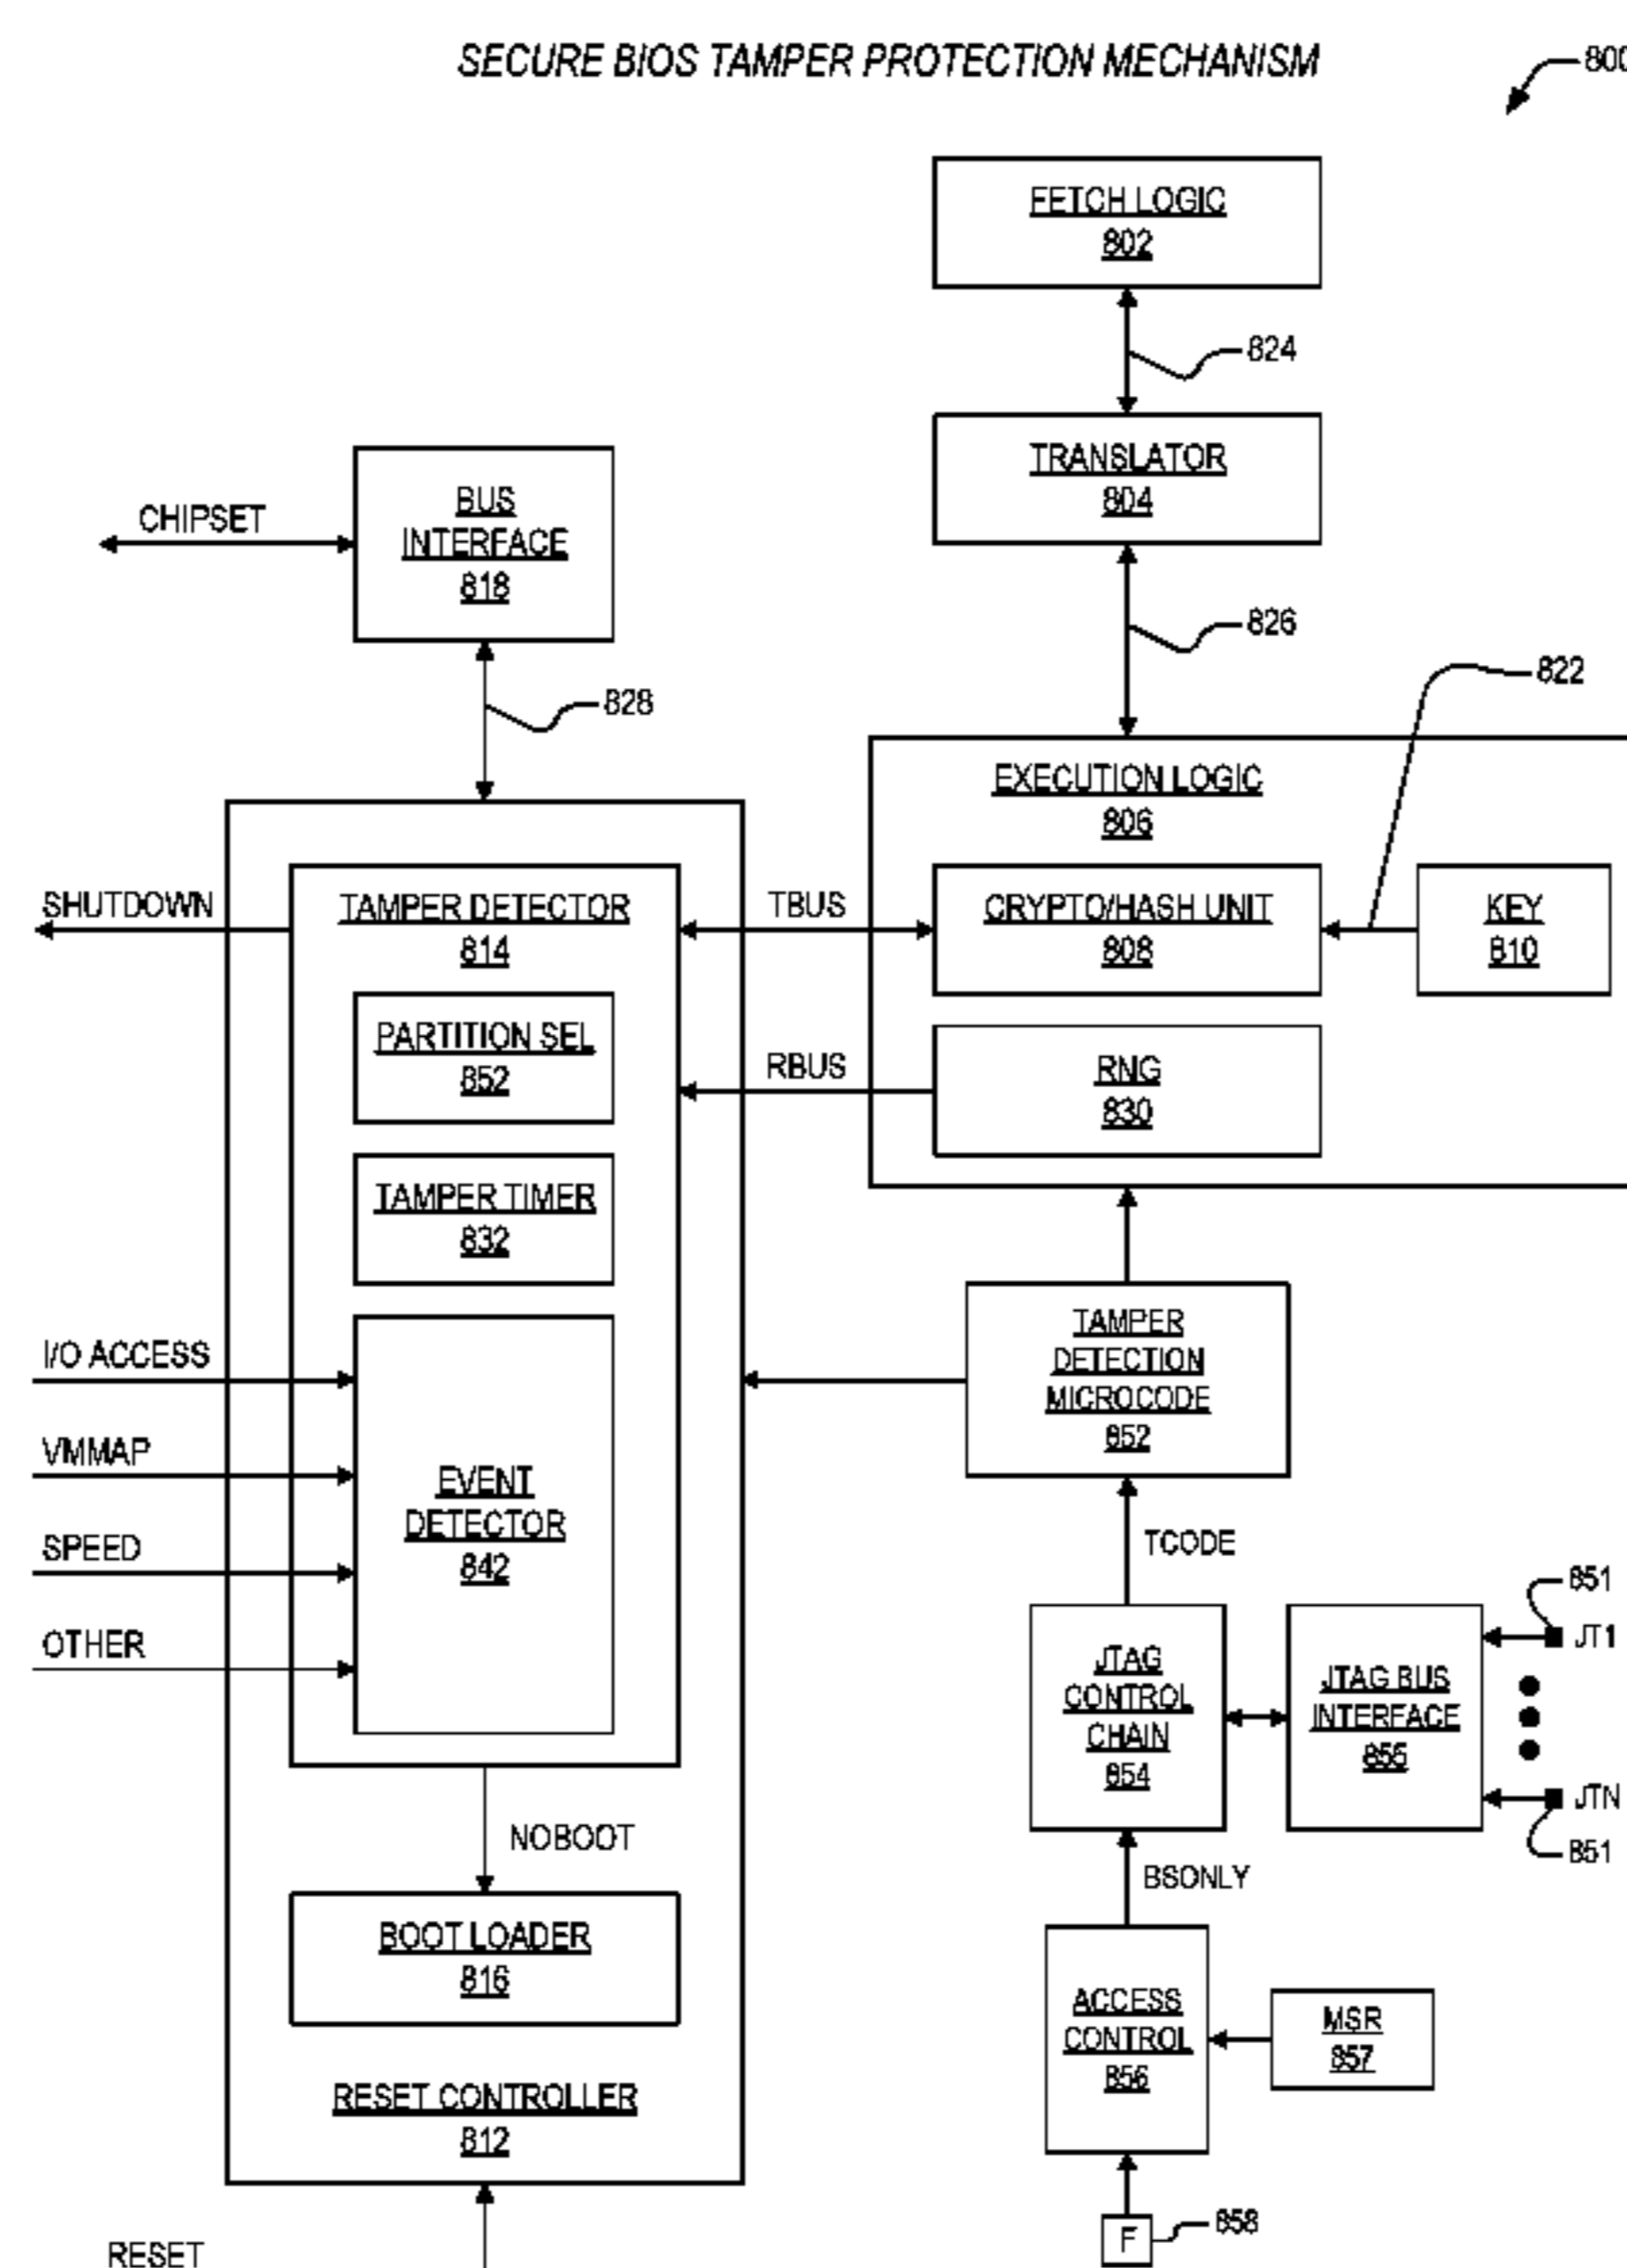 SECURE BIOS TAMPER PROTECTION MECHANISM
800
FETCH LOGIC
802
824
TRANSLATOR
804
BUS
INTERFACE
818
CHIPSET
826
822
828
EXECUTION LOGIC
806
SHUTDOWN
TAMPER DETECTOR
814
TBUS
CRYPTO/HASH UNIT
808
KEY
810
PARTITION SEL
852
RBUS
RNG
830
TAMPER TIMER
832
I/O ACCESS
VMMAP
SPEED
OTHER
EVENT
DETECTOR
842
TAMPER
DETECTION
MICROCODE
852
TCODE
JTAG
CONTROL
CHAIN
854
JTAG BUS
INTERFACE
855
851
JT1
JTN
851
NOBOOT
BSONLY
BOOT LOADER
816
ACCESS
CONTROL
856
MSR
857
RESET CONTROLLER
812
RESET
F
858